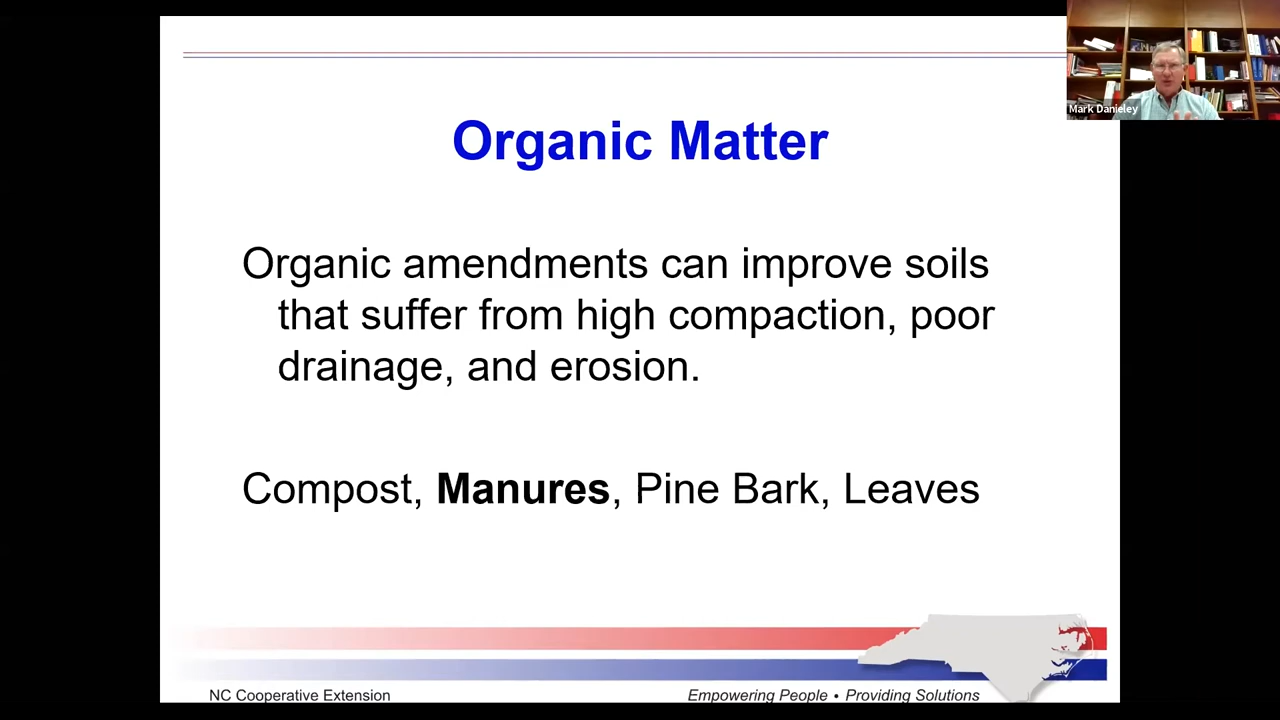 Mark Danieley
Organic Matter
Organic amendments can improve soils
that suffer from high compaction, poor
drainage, and erosion.
Compost, Manures, Pine Bark, Leaves
NC Cooperative Extension
Empowering People • Providing Solutions